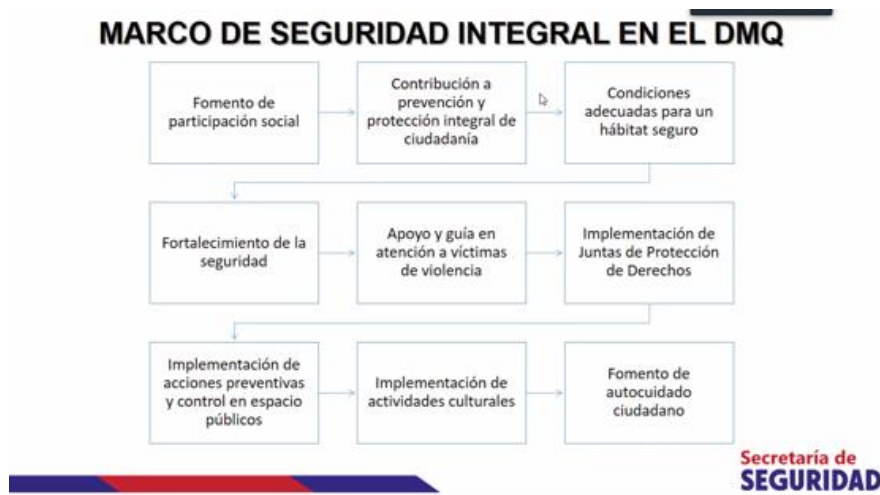 MARCO DE SEGURIDAD INTEGRAL EN EL DMQ
Fomento de
participación social
Contribución a
prevención y
protección integral de
ciudadanía
Condiciones
adecuadas para un
hábitat seguro
Fortalecimiento de la
seguridad
Apoyo y guía en
atención a víctimas
de violencia
Implementación de
Juntas de Protección
de Derechos
Implementación de
acciones preventivas
y control en espacio
públicos
Implementación de
actividades culturales
Fomento de
autocuidado
ciudadano
Secretaría de
SEGURIDAD